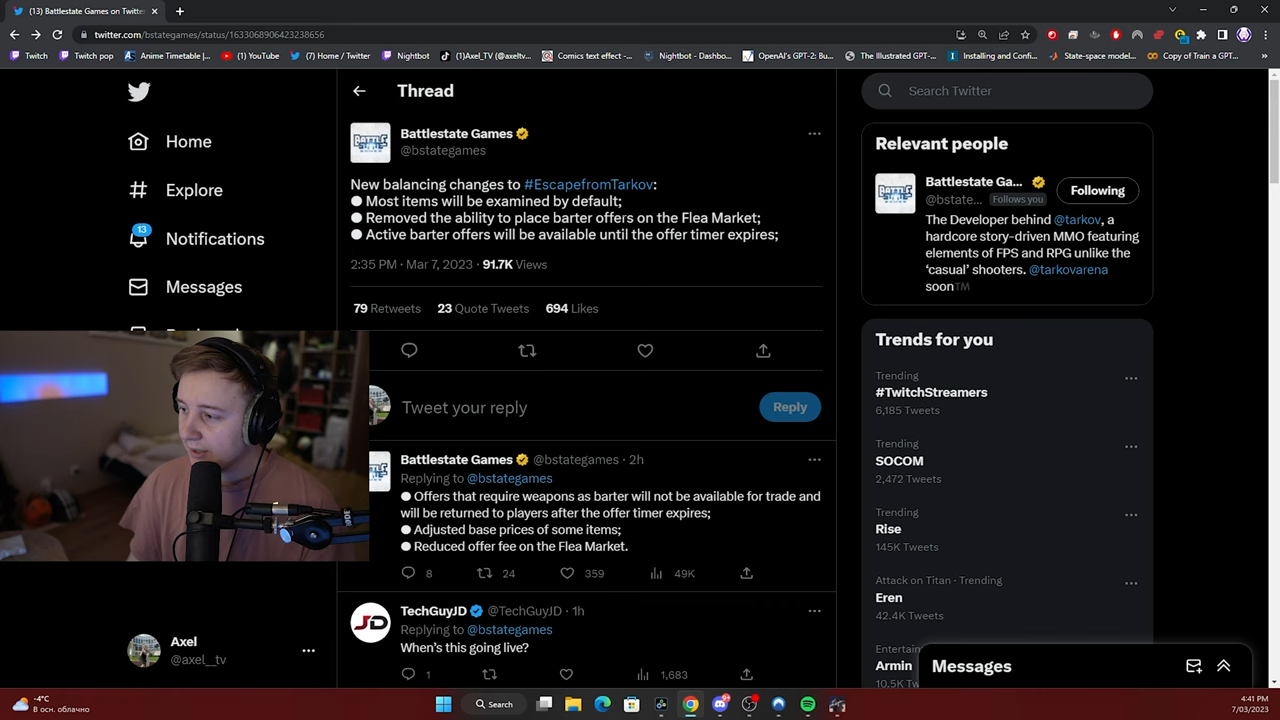 (13) Battlestate Games on Twitter
twitter.com/bstategames/status/1633068906423238656
Twitch
Twitch pop
Anime Timetable |...
(1) YouTube
(7) Home / Twitter
Nightbot
(1)Axel_TV (@axeltv...
Comics text effect -...
Nightbot - Dashbo...
OpenAI's GPT-2: Bu...
The Illustrated GPT-...
Installing and Confi...
State-space model...
Copy of Train a GPT...
Thread
Battlestate Games
@bstategames
New balancing changes to #EscapefromTarkov:
● Most items will be examined by default;
● Removed the ability to place barter offers on the Flea Market;
● Active barter offers will be available until the offer timer expires;
2:35 PM · Mar 7, 2023 · 91.7K Views
79 Retweets 23 Quote Tweets 694 Likes
Tweet your reply
Reply
Battlestate Games @bstategames · 2h
Replying to @bstategames
● Offers that require weapons as barter will not be available for trade and
will be returned to players after the offer timer expires;
● Adjusted base prices of some items;
● Reduced offer fee on the Flea Market.
8 24 359 49K
TechGuyJD @TechGuyJD · 1h
Replying to @bstategames
When's this going live?
1 1,683
Home
Explore
13
Notifications
Messages
Axel
@axel__tv
Search Twitter
Relevant people
Battlestate Ga...
@bstate... Follows you
Following
The Developer behind @tarkov, a
hardcore story-driven MMO featuring
elements of FPS and RPG unlike the
'casual' shooters. @tarkovarena
soon™
Trends for you
Trending
#TwitchStreamers
6,185 Tweets
Trending
SOCOM
2,472 Tweets
Trending
Rise
145K Tweets
Attack on Titan · Trending
Eren
42.4K Tweets
Armin
Messages
-4°C
В осн. облачно
Search
4:41 PM
7/03/2023